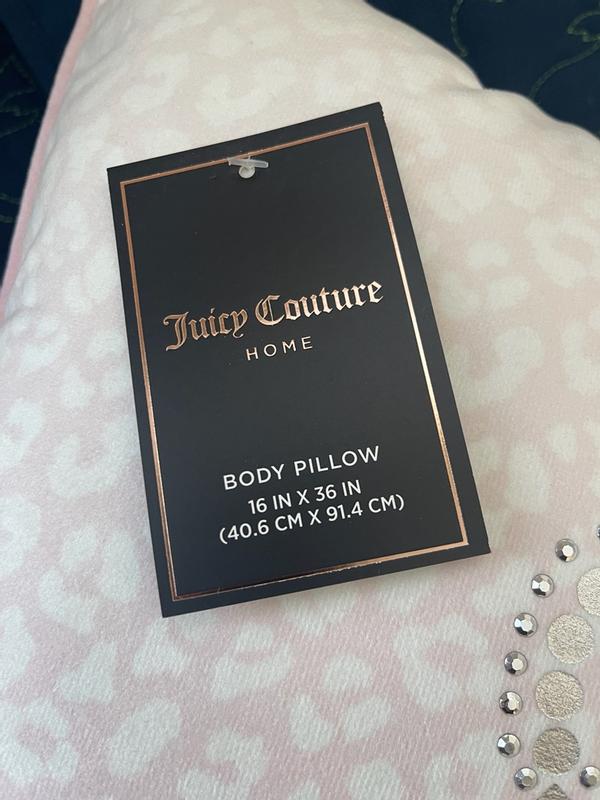 Juicy Couture
HOME
BODY PILLOW
16 IN X 36 IN
(40.6 CM X 91.4 CM)